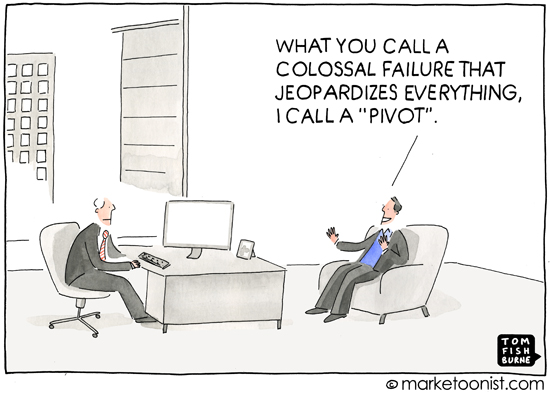 WHAT YOU CALL A
COLOSSAL FAILURE THAT
JEOPARDIZES EVERYTHING,
I CALL A "PIVOT".
TOM
FISH
BURNE
© marketoonist.com